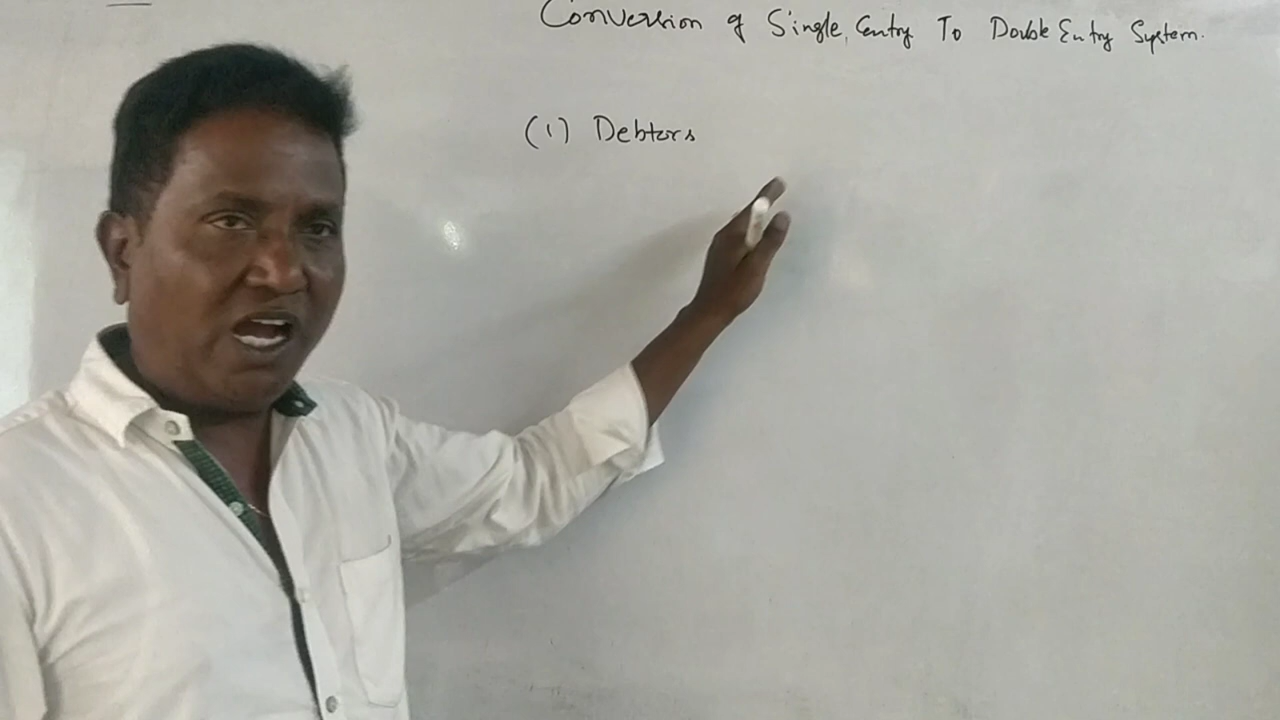 Conversion of Single Entry To Double Entry System.
(1) Debtors